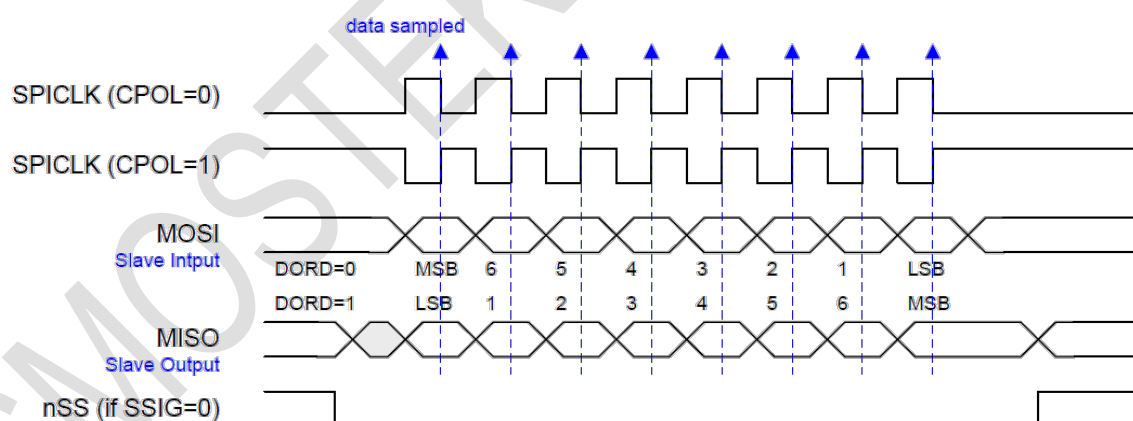 data sampled
SPICLK (CPOL=0)
SPICLK (CPOL=1)
MOSI
Slave Intput
DORD=0 MSB 6 5 4 3 2 1 LSB
DORD=1 LSB 1 2 3 4 5 6 MSB
MISO
Slave Output
nSS (if SSIG=0)